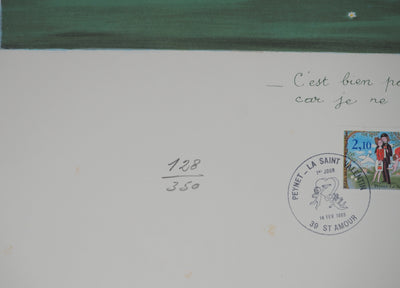 — C'est bien
car je ne
128
350
2,10
PEYNET - LA SAINT VALENTIN
1er JOUR
14 FEV 1985
39 ST AMOUR